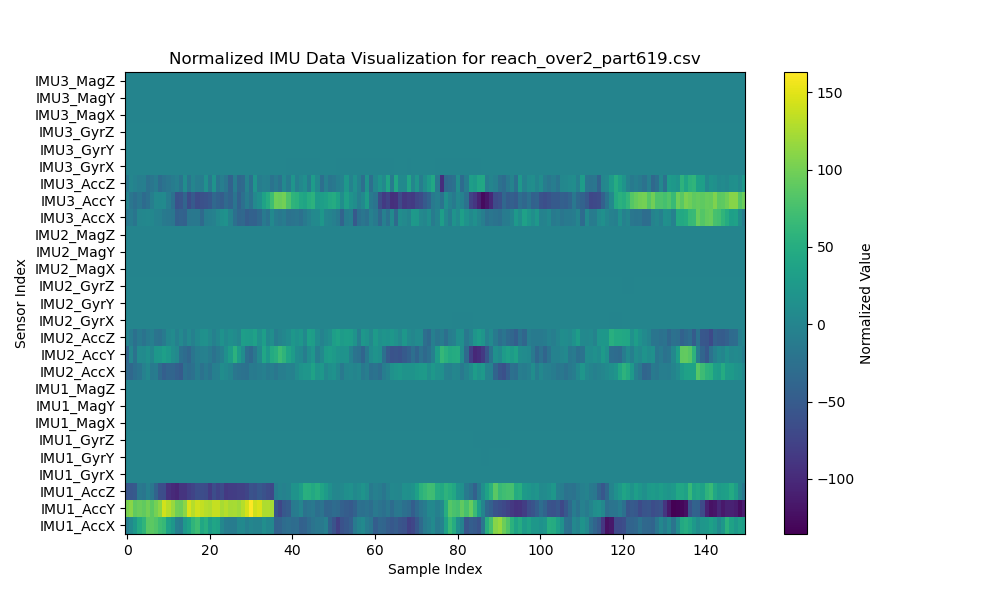 Normalized IMU Data Visualization for reach_over2_part619.csv
IMU3_MagZ
IMU3_MagY
IMU3_MagX
IMU3_GyrZ
IMU3_GyrY
IMU3_GyrX
IMU3_AccZ
IMU3_AccY
IMU3_AccX
IMU2_MagZ
IMU2_MagY
IMU2_MagX
IMU2_GyrZ
IMU2_GyrY
IMU2_GyrX
IMU2_AccZ
IMU2_AccY
IMU2_AccX
IMU1_MagZ
IMU1_MagY
IMU1_MagX
IMU1_GyrZ
IMU1_GyrY
IMU1_GyrX
IMU1_AccZ
IMU1_AccY
IMU1_AccX
Sensor Index
0 20 40 60 80 100 120 140
Sample Index
150
100
50
0
−50
−100
Normalized Value